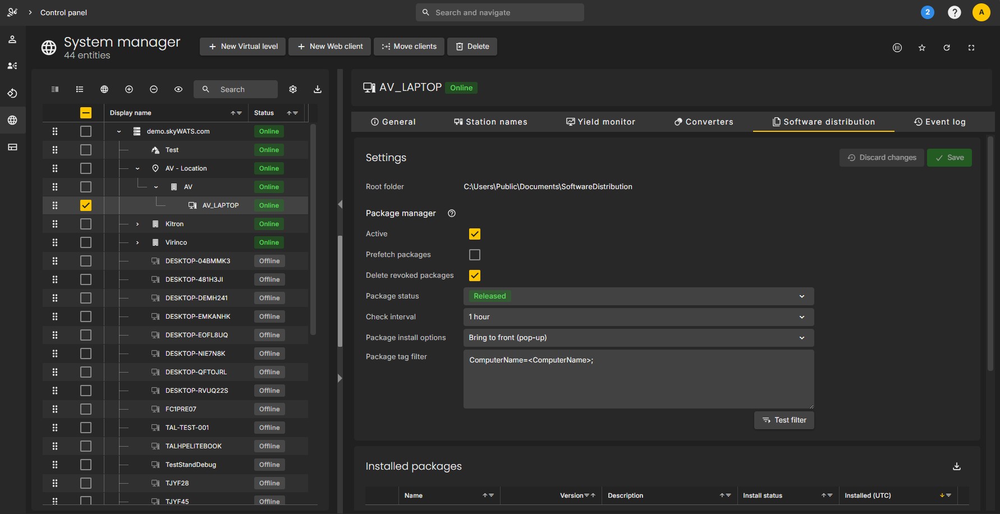 Control panel
Search and navigate
2
?
A
System manager
44 entities
New Virtual level
New Web client
Move clients
Delete
Search
Display name
Status
demo.skyWATS.com
Online
Test
Online
AV - Location
Online
AV
Online
AV_LAPTOP
Online
Kitron
Online
Virinco
Online
DESKTOP-04BMMK3
Offline
DESKTOP-481H3JI
Offline
DESKTOP-DEMH241
Offline
DESKTOP-EMKANHK
Offline
DESKTOP-EOFL8UQ
Offline
DESKTOP-NIE7N8K
Offline
DESKTOP-QFTOJRL
Offline
DESKTOP-RVUQ22S
Offline
FC1PRE07
Offline
TAL-TEST-001
Offline
TALHPELITEBOOK
Offline
TestStandDebug
Offline
TJYF28
Offline
TJYF45
Offline
AV_LAPTOP
Online
General
Station names
Yield monitor
Converters
Software distribution
Event log
Settings
Discard changes
Save
Root folder
C:\Users\Public\Documents\SoftwareDistribution
Package manager
Active
Prefetch packages
Delete revoked packages
Package status
Released
Check interval
1 hour
Package install options
Bring to front (pop-up)
Package tag filter
ComputerName=<ComputerName>;
Test filter
Installed packages
Name
Version
Description
Install status
Installed (UTC)